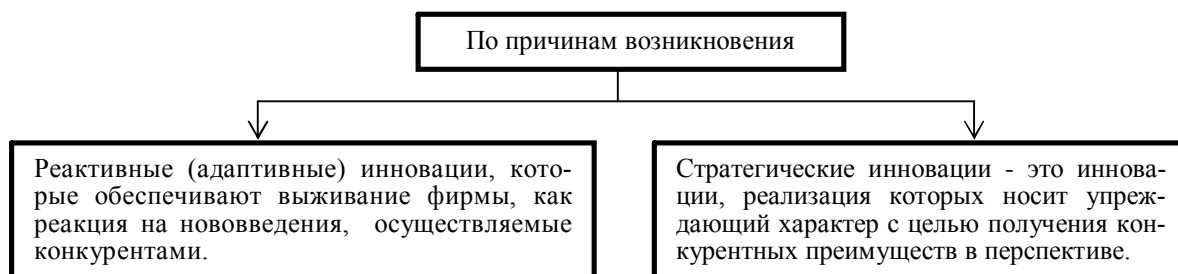 По причинам возникновения
Реактивные (адаптивные) инновации, кото-
рые обеспечивают выживание фирмы, как
реакция на нововведения, осуществляемые
конкурентами.
Стратегические инновации - это иннова-
ции, реализация которых носит упреж-
дающий характер с целью получения кон-
курентных преимуществ в перспективе.